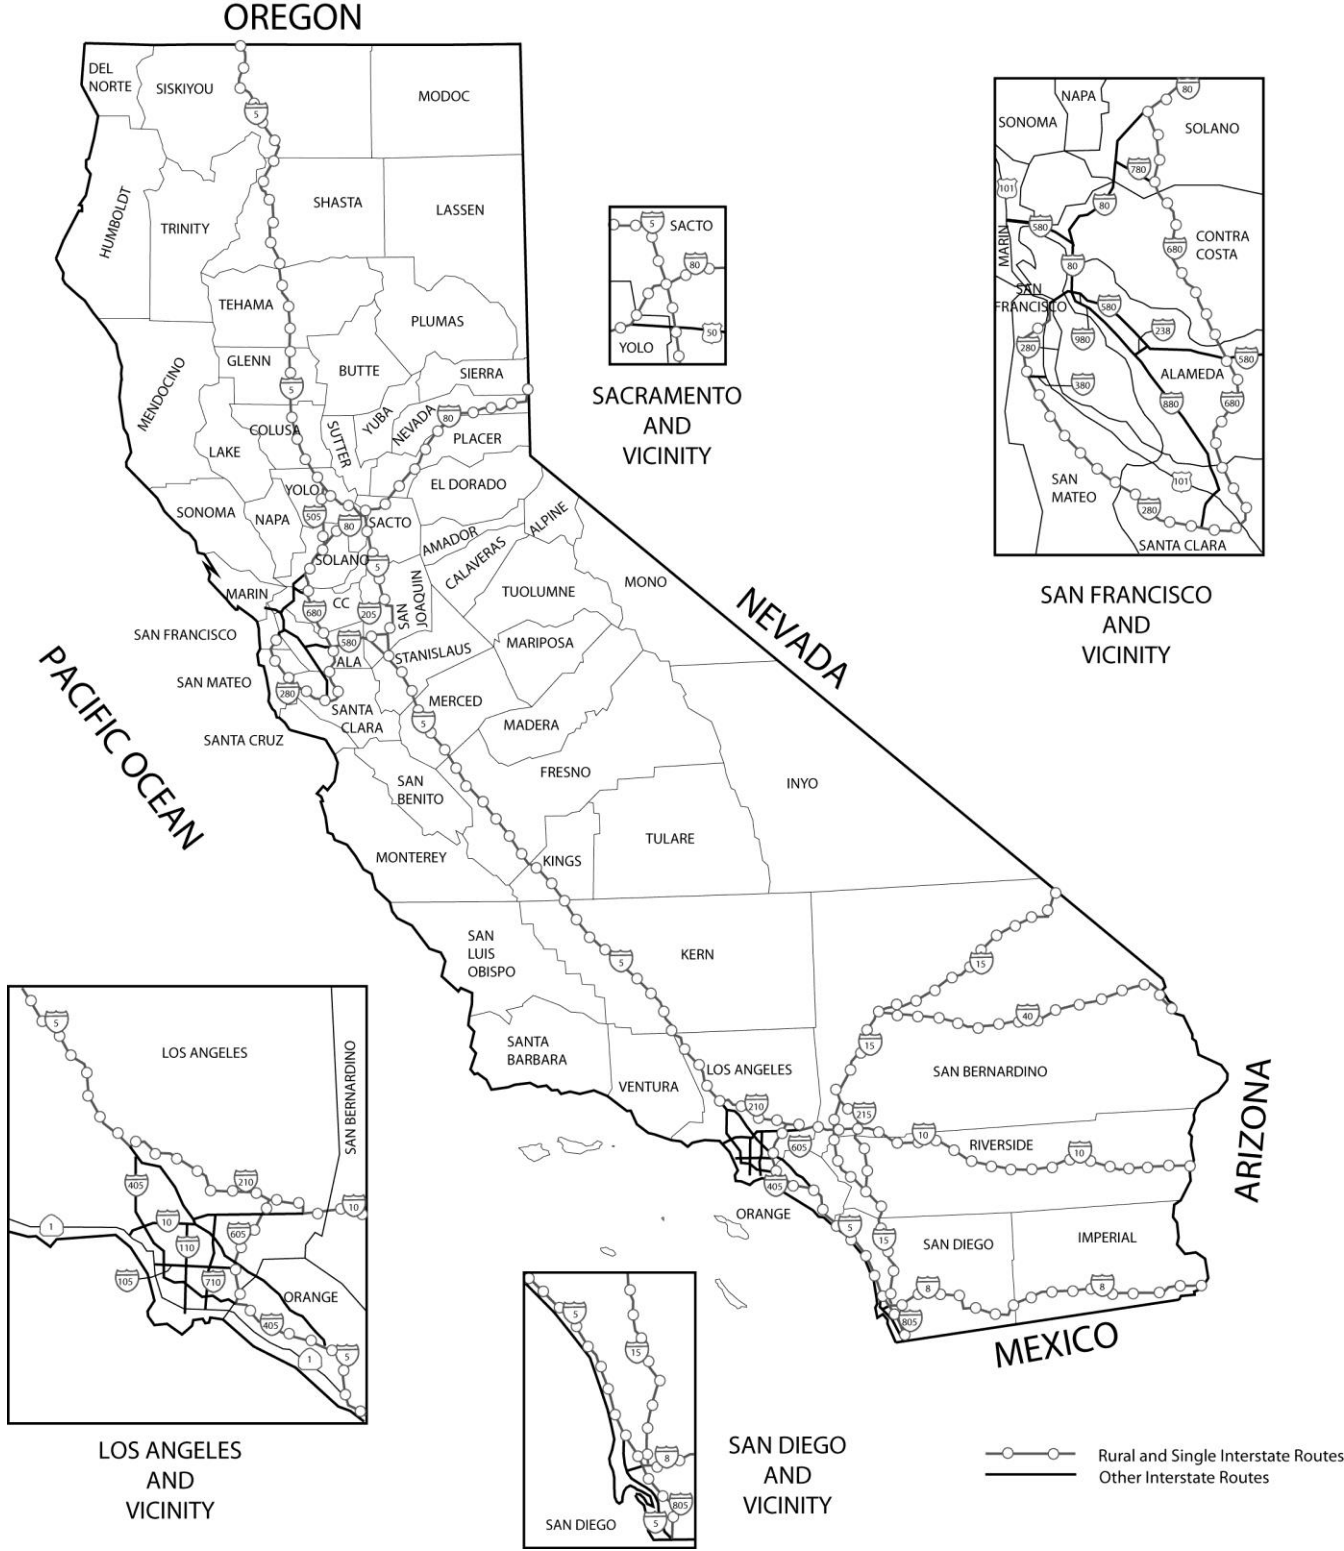 OREGON
DEL
NORTE
SISKIYOU
5
MODOC
HUMBOLDT
TRINITY
SHASTA
LASSEN
TEHAMA
PLUMAS
GLENN
BUTTE
SIERRA
5
MENDOCINO
COLUSA
SUTTER
YUBA
NEVADA
80
PLACER
LAKE
YOLO
EL DORADO
SONOMA
NAPA
505
80
SACTO
AMADOR
ALPINE
SOLANO
5
CALAVERAS
MARIN
CC
680
205
SAN
JOAQUIN
TUOLUMNE
MONO
SAN FRANCISCO
580
ALA
STANISLAUS
MARIPOSA
SAN MATEO
280
SANTA
CLARA
MERCED
5
MADERA
SANTA CRUZ
FRESNO
SAN
BENITO
INYO
MONTEREY
KINGS
TULARE
NEVADA
PACIFIC OCEAN
SAN
LUIS
OBISPO
5
KERN
15
40
15
SANTA
BARBARA
VENTURA
LOS ANGELES
SAN BERNARDINO
210
215
10
605
RIVERSIDE
10
405
ORANGE
5
15
SAN DIEGO
IMPERIAL
8
8
805
ARIZONA
MEXICO
5
SACTO
80
50
YOLO
SACRAMENTO
AND
VICINITY
80
NAPA
SONOMA
SOLANO
780
101
80
580
MARIN
CONTRA
COSTA
680
80
SAN
FRANCISCO
580
238
280
980
580
ALAMEDA
380
880
680
SAN
MATEO
101
280
SANTA CLARA
SAN FRANCISCO
AND
VICINITY
5
LOS ANGELES
SAN BERNARDINO
405
210
10
10
1
110
605
105
710
ORANGE
405
1
5
LOS ANGELES
AND
VICINITY
5
15
8
805
SAN DIEGO
5
SAN DIEGO
AND
VICINITY
Rural and Single Interstate Routes
Other Interstate Routes